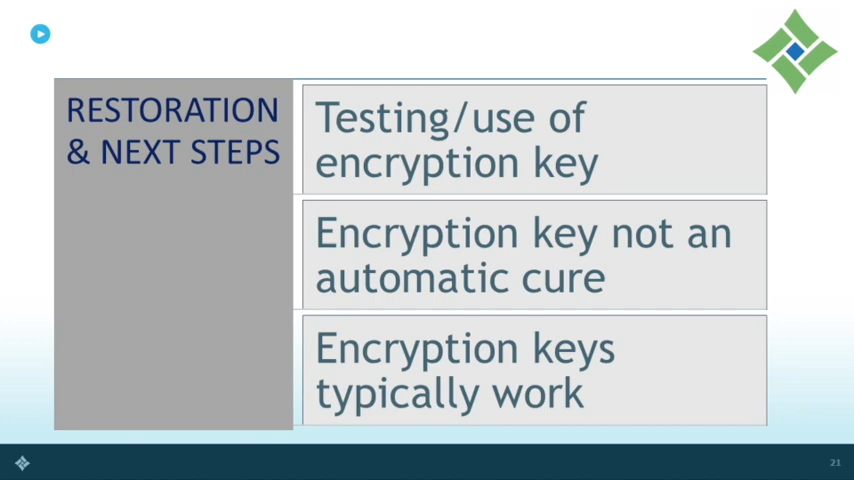 RESTORATION
& NEXT STEPS
Testing/use of
encryption key
Encryption key not an
automatic cure
Encryption keys
typically work
21